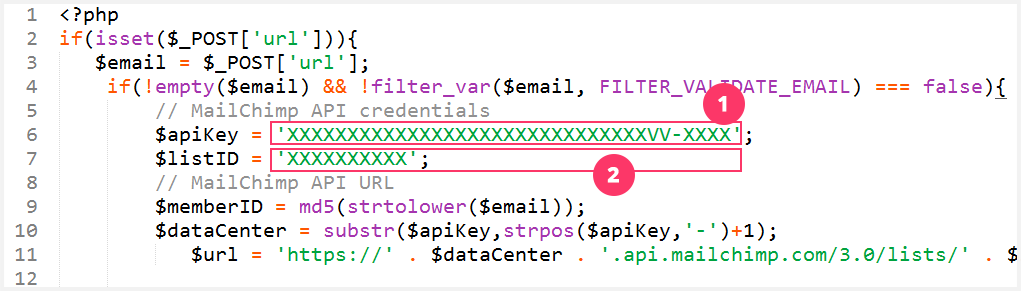 1 <?php
2 if(isset($_POST['url'])){
3 $email = $_POST['url'];
4 if(!empty($email) && !filter_var($email, FILTER_VALIDATE_EMAIL) === false){
1
5 // MailChimp API credentials
6 $apiKey = 'XXXXXXXXXXXXXXXXXXXXXXXXXXXXXXVV-XXXX';
7 $listID = 'XXXXXXXXXX';
2
8 // MailChimp API URL
9 $memberID = md5(strtolower($email));
10 $dataCenter = substr($apiKey,strpos($apiKey,'-')+1);
11 $url = 'https://' . $dataCenter . '.api.mailchimp.com/3.0/lists/' . $
12